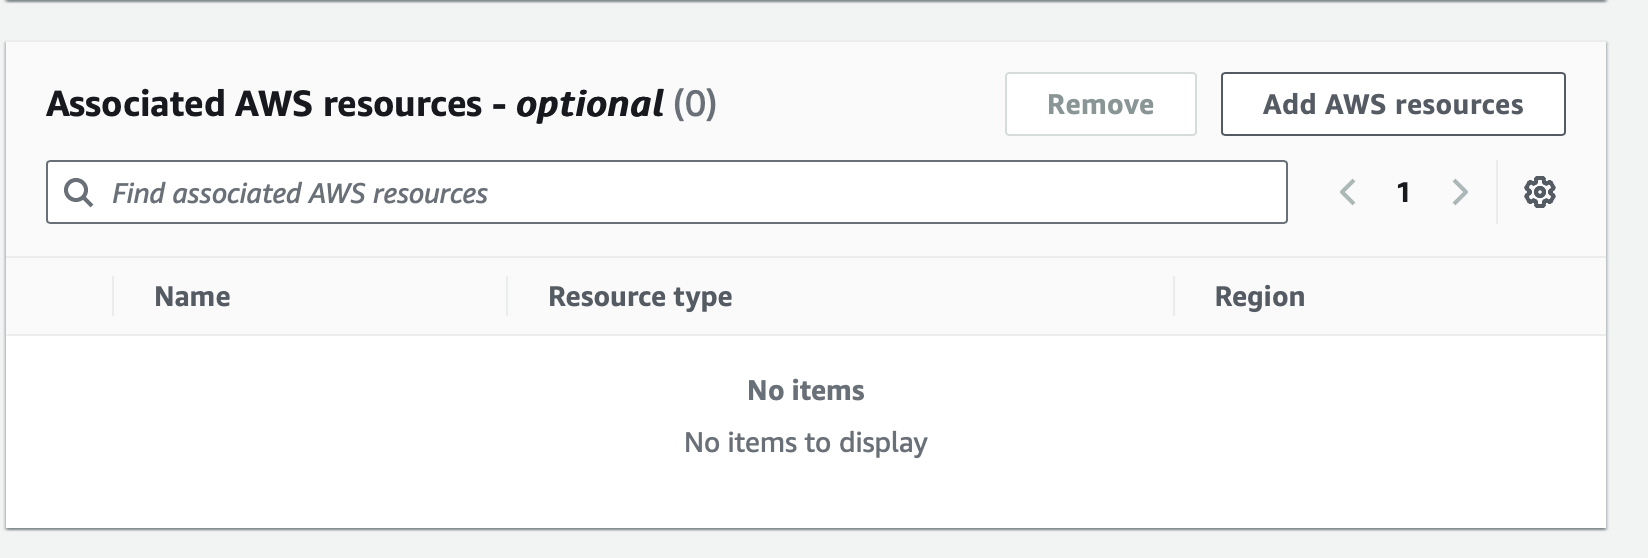 Associated AWS resources - optional (0)
Remove
Add AWS resources
Find associated AWS resources
1
Name
Resource type
Region
No items
No items to display